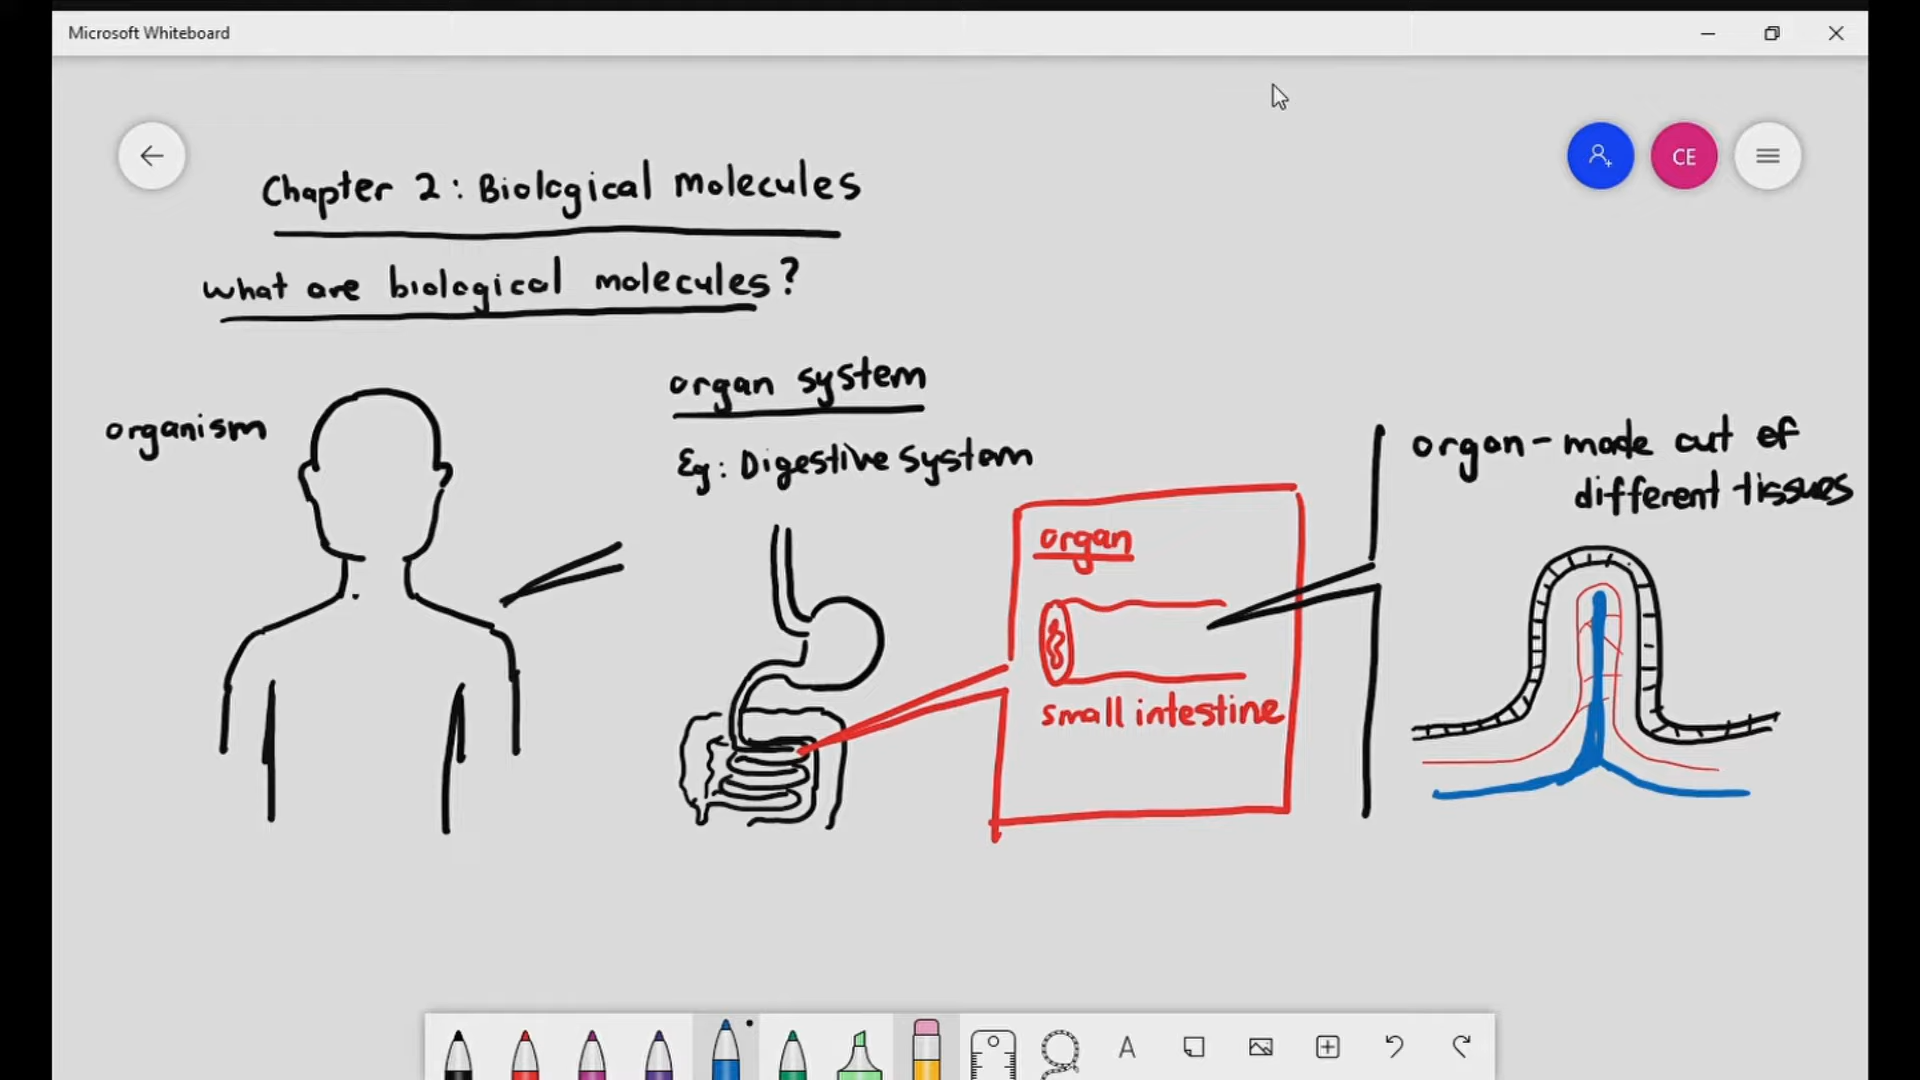 Microsoft Whiteboard
CE
Chapter 2: Biological Molecules
what are biological molecules?
organism
organ system
Eg: Digestive system
organ
small intestine
organ - made out of
different tissues
A